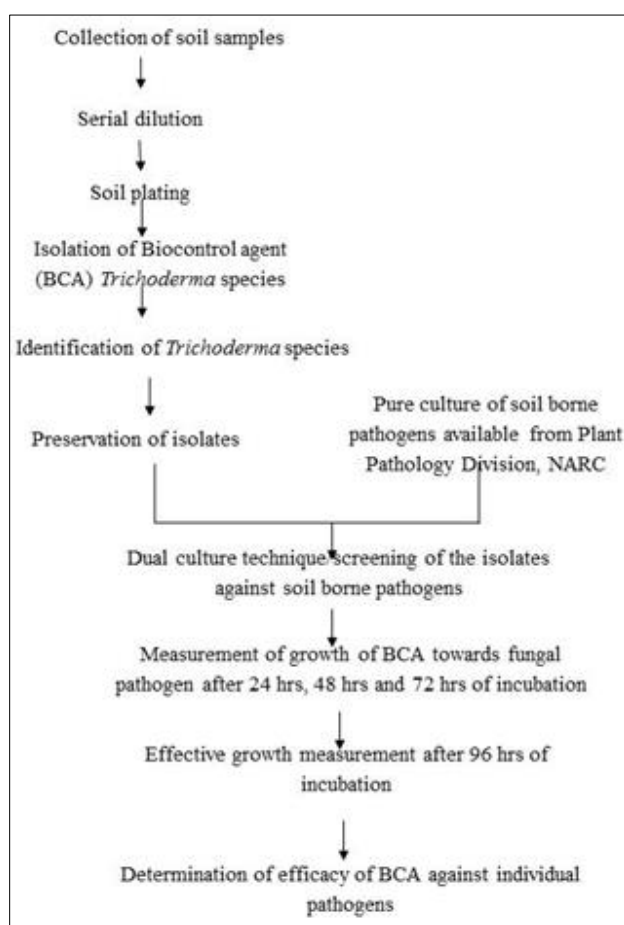 Collection of soil samples
Serial dilution
Soil plating
Isolation of Biocontrol agent
(BCA) Trichoderma species
Identification of Trichoderma species
Preservation of isolates
Pure culture of soil borne
pathogens available from Plant
Pathology Division, NARC
Dual culture technique/screening of the isolates
against soil borne pathogens
Measurement of growth of BCA towards fungal
pathogen after 24 hrs, 48 hrs and 72 hrs of incubation
Effective growth measurement after 96 hrs of
incubation
Determination of efficacy of BCA against individual
pathogens